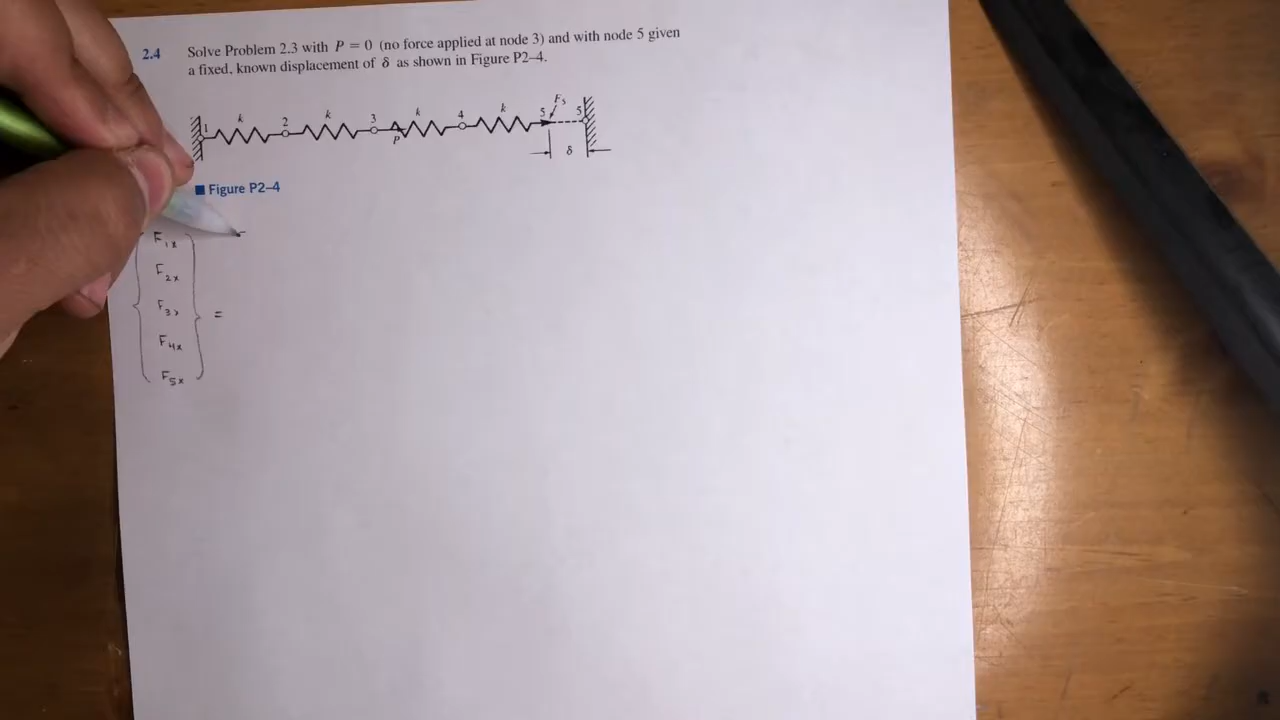 2.4 Solve Problem 2.3 with P = 0 (no force applied at node 3) and with node 5 given
a fixed, known displacement of δ as shown in Figure P2–4.
F5
k k k k
1 2 3 4 5 5
P
δ
Figure P2–4
F1x
F2x
F3x
F4x
F5x
=